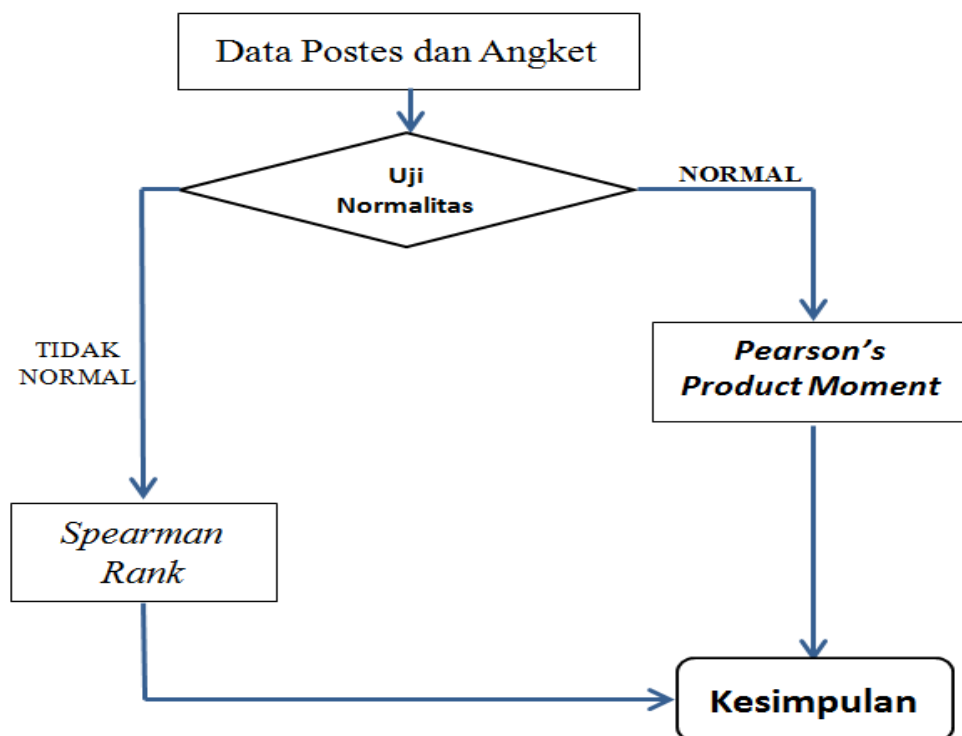 Data Postes dan Angket
Uji
Normalitas
NORMAL
TIDAK
NORMAL
Pearson’s
Product Moment
Spearman
Rank
Kesimpulan